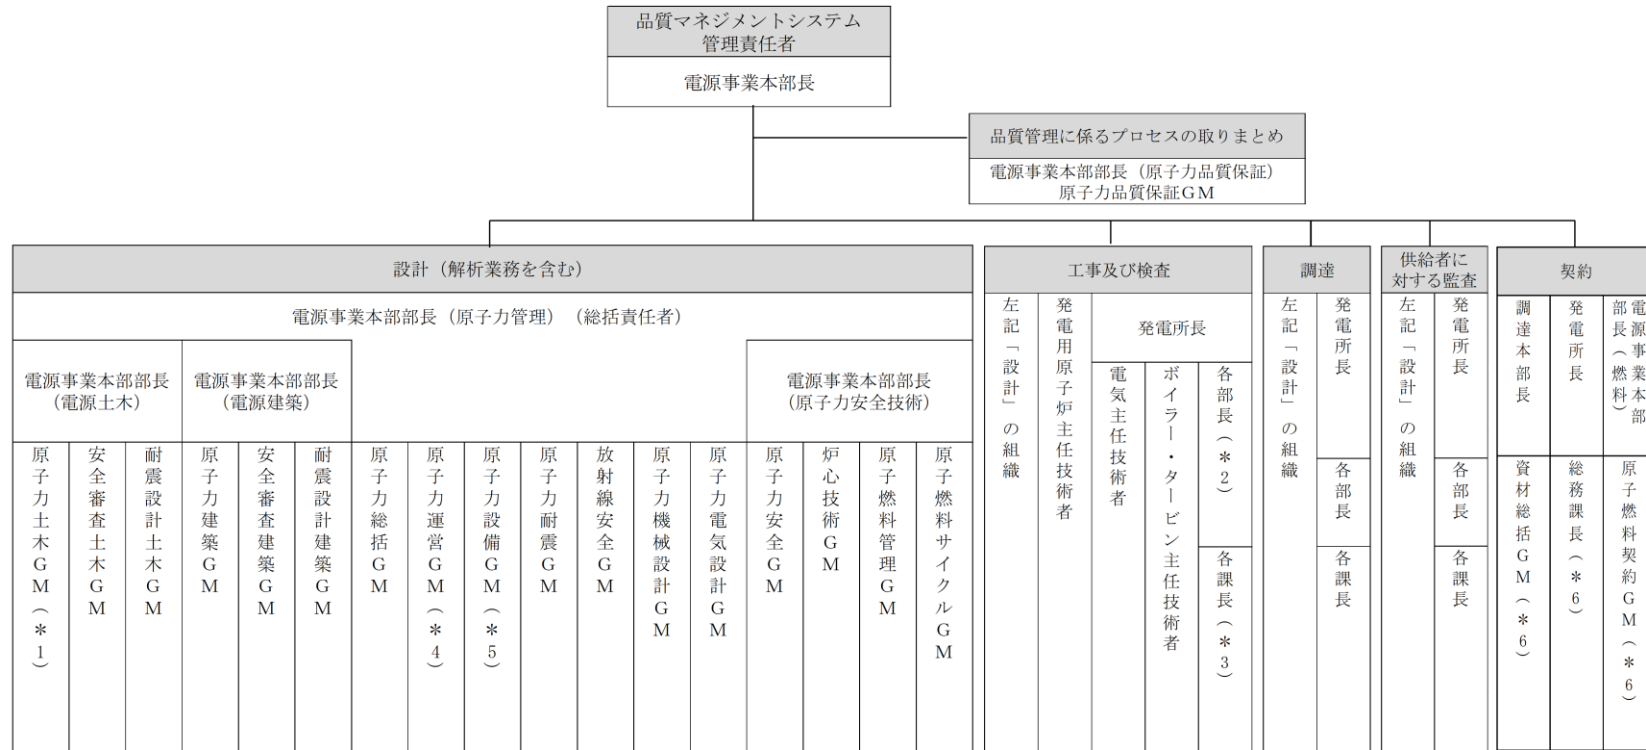 品質マネジメントシステム
管理責任者
電源事業本部長
品質管理に係るプロセスの取りまとめ
電源事業本部部長（原子力品質保証）
原子力品質保証GM
設計（解析業務を含む）
電源事業本部部長（原子力管理）（総括責任者）
電源事業本部部長
（電源土木）
電源事業本部部長
（電源建築）
電源事業本部部長
（原子力安全技術）
原子力土木GM（＊1）
安全審査土木GM
耐震設計土木GM
原子力建築GM
安全審査建築GM
耐震設計建築GM
原子力総括GM
原子力運営GM（＊4）
原子力設備GM（＊5）
原子力耐震GM
放射線安全GM
原子力機械設計GM
原子力電気設計GM
原子力安全GM
炉心技術GM
原子燃料管理GM
原子燃料サイクルGM
工事及び検査
左記「設計」の組織
発電用原子炉主任技術者
発電所長
電気主任技術者
ボイラー・タービン主任技術者
各部長（＊2）
各課長（＊3）
調達
左記「設計」の組織
発電所長
各部長
各課長
供給者に
対する監査
左記「設計」の組織
発電所長
各部長
各課長
契約
調達本部長
資材総括GM（＊6）
発電所長
総務課長（＊6）
電源事業本部
部長（燃料）
原子燃料契約GM（＊6）